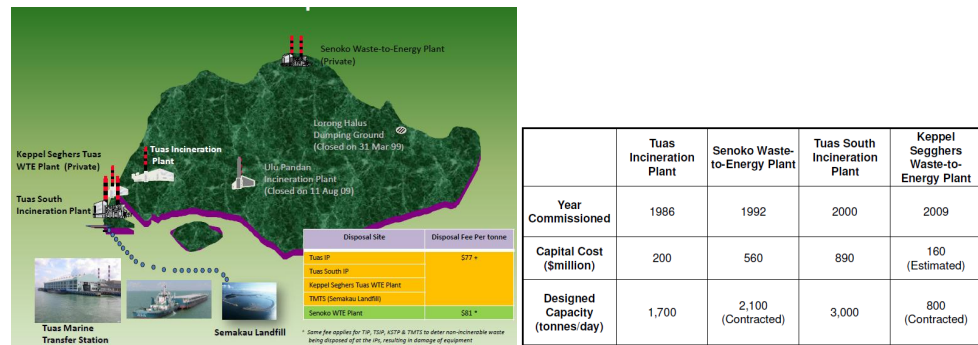 Senoko Waste-to-Energy Plant
(Private)
Lorong Halus
Dumping Ground
(Closed on 31 Mar 99)
Keppel Seghers Tuas
WTE Plant (Private)
Tuas Incineration
Plant
Ulu Pandan
Incineration Plant
(Closed on 11 Aug 09)
Tuas South
Incineration Plant
Disposal Site Disposal Fee Per tonne
Tuas IP $77 +
Tuas South IP
Keppel Seghers Tuas WTE Plant
TMTS (Semakau Landfill)
Senoko WTE Plant $81 *
* Same fee applies for TIP, TSIP, KSTP & TMTS to deter non-incinerable waste
being disposed of at the IPs, resulting in damage of equipment
Tuas Marine
Transfer Station
Semakau Landfill
Tuas
Incineration
Plant
Senoko Waste-
to-Energy Plant
Tuas South
Incineration
Plant
Keppel
Segghers
Waste-to-
Energy Plant
Year
Commissioned
1986 1992 2000 2009
Capital Cost
($million)
200 560 890 160
(Estimated)
Designed
Capacity
(tonnes/day)
1,700 2,100
(Contracted)
3,000 800
(Contracted)